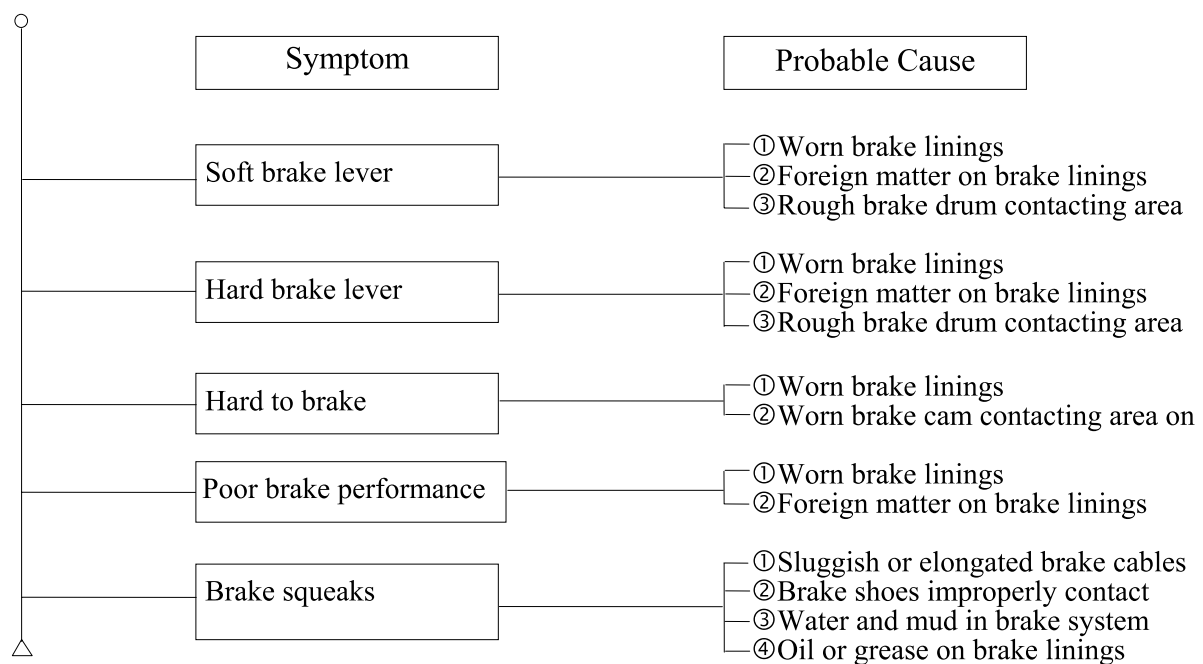 Symptom
Probable Cause
Soft brake lever
①Worn brake linings
②Foreign matter on brake linings
③Rough brake drum contacting area
Hard brake lever
①Worn brake linings
②Foreign matter on brake linings
③Rough brake drum contacting area
Hard to brake
①Worn brake linings
②Worn brake cam contacting area on
Poor brake performance
①Worn brake linings
②Foreign matter on brake linings
Brake squeaks
①Sluggish or elongated brake cables
②Brake shoes improperly contact
③Water and mud in brake system
④Oil or grease on brake linings